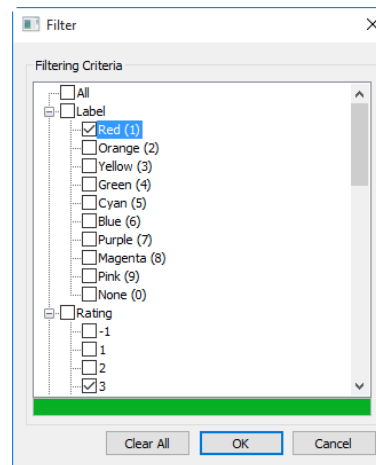 Filter
Filtering Criteria
All
Label
Red (1)
Orange (2)
Yellow (3)
Green (4)
Cyan (5)
Blue (6)
Purple (7)
Magenta (8)
Pink (9)
None (0)
Rating
-1
1
2
3
Clear All OK Cancel